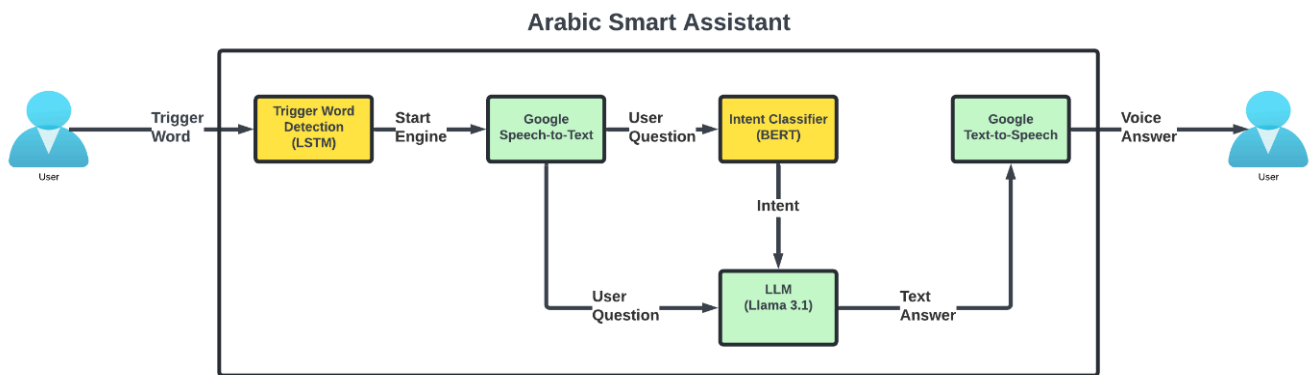 Arabic Smart Assistant
User
Trigger
Word
Trigger Word
Detection
(LSTM)
Start
Engine
Google
Speech-to-Text
User
Question
Intent Classifier
(BERT)
Google
Text-to-Speech
Voice
Answer
User
Intent
User
Question
LLM
(Llama 3.1)
Text
Answer